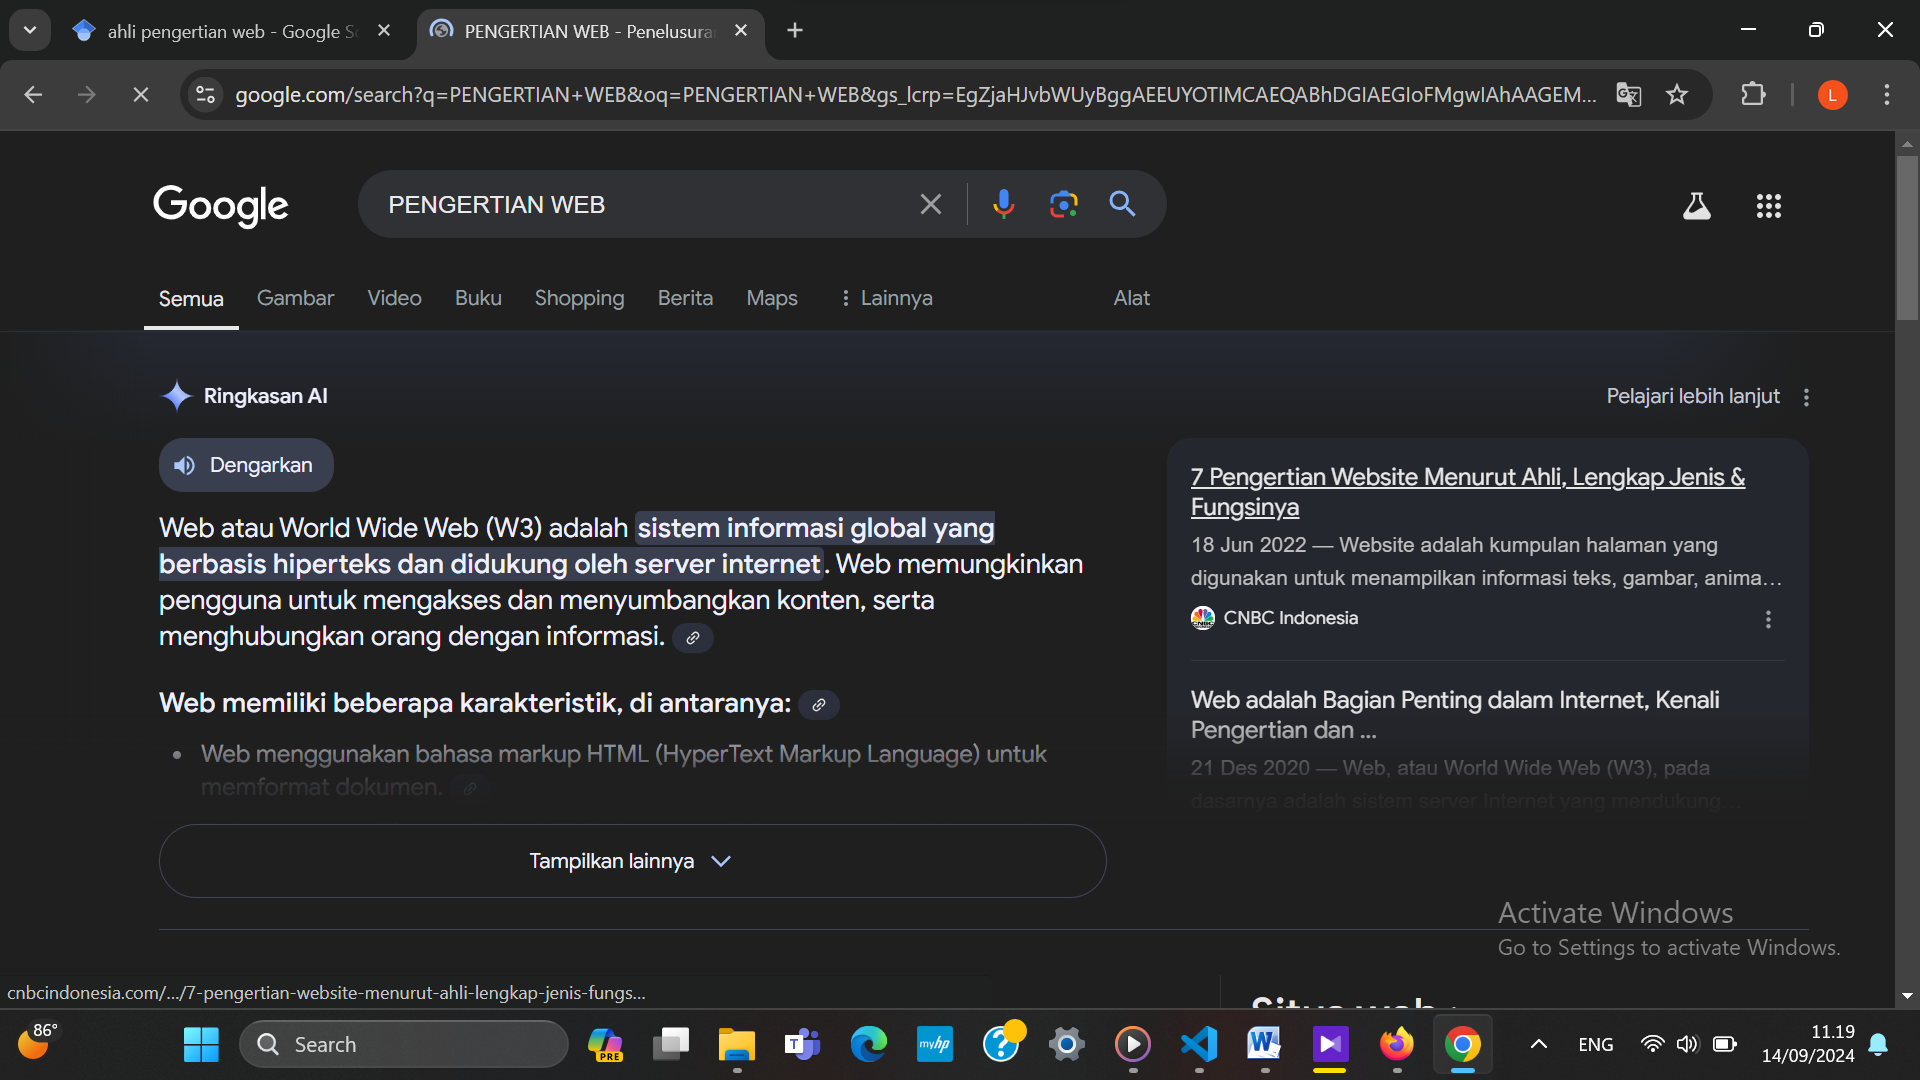 ahli pengertian web - Google Sc
PENGERTIAN WEB - Penelusuran
google.com/search?q=PENGERTIAN+WEB&oq=PENGERTIAN+WEB&gs_lcrp=EgZjaHJvbWUyBggAEEUYOTIMCAEQABhDGIAEGIoFMgwIAhAAGEM...
L
Google
PENGERTIAN WEB
Semua Gambar Video Buku Shopping Berita Maps Lainnya Alat
Ringkasan AI
Pelajari lebih lanjut
Dengarkan
Web atau World Wide Web (W3) adalah sistem informasi global yang
berbasis hiperteks dan didukung oleh server internet. Web memungkinkan
pengguna untuk mengakses dan menyumbangkan konten, serta
menghubungkan orang dengan informasi.
Web memiliki beberapa karakteristik, di antaranya:
• Web menggunakan bahasa markup HTML (HyperText Markup Language) untuk
memformat dokumen.
Tampilkan lainnya
7 Pengertian Website Menurut Ahli, Lengkap Jenis &
Fungsinya
18 Jun 2022 — Website adalah kumpulan halaman yang
digunakan untuk menampilkan informasi teks, gambar, anima...
CNBC Indonesia
Web adalah Bagian Penting dalam Internet, Kenali
Pengertian dan ...
21 Des 2020 — Web, atau World Wide Web (W3), pada
dasarnya adalah sistem server Internet yang mendukung...
Activate Windows
Go to Settings to activate Windows.
Situs web
cnbcindonesia.com/.../7-pengertian-website-menurut-ahli-lengkap-jenis-fungs...
86°
Search
PRE
T
myhp
?
W
ENG
11.19
14/09/2024